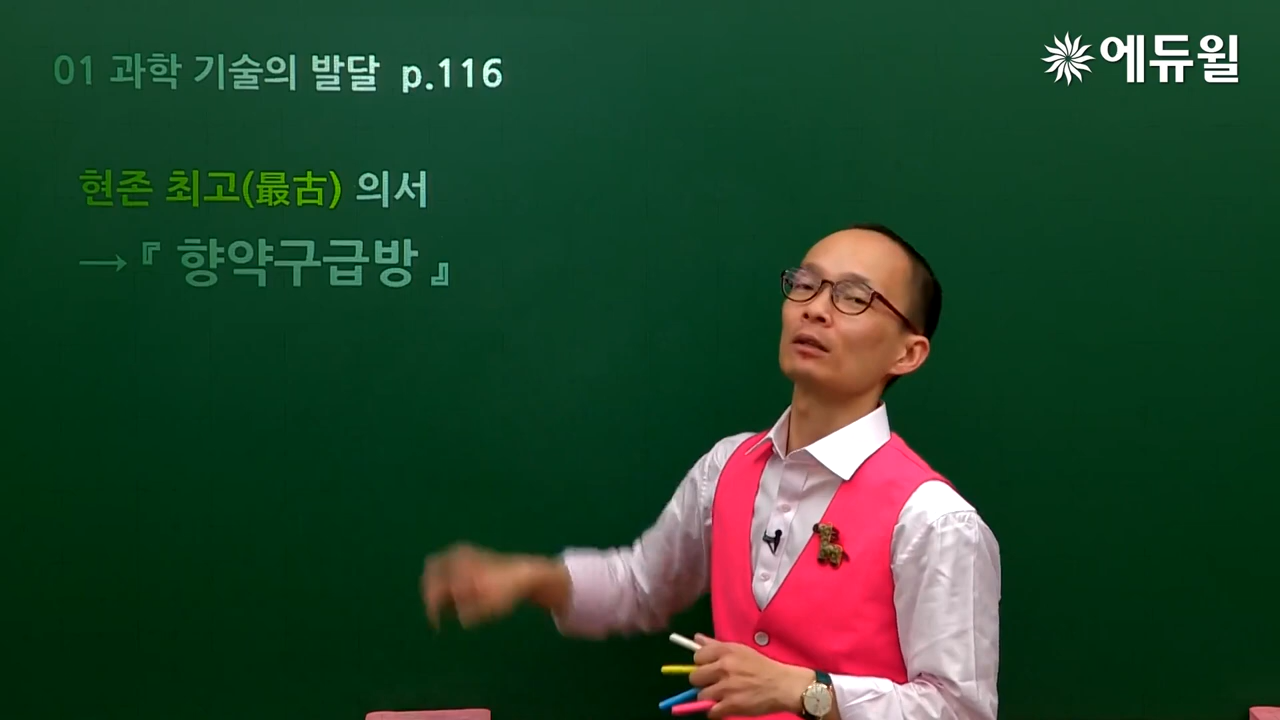 01 과학 기술의 발달 p.116
에듀윌
현존 최고(最古) 의서
→『 향약구급방 』